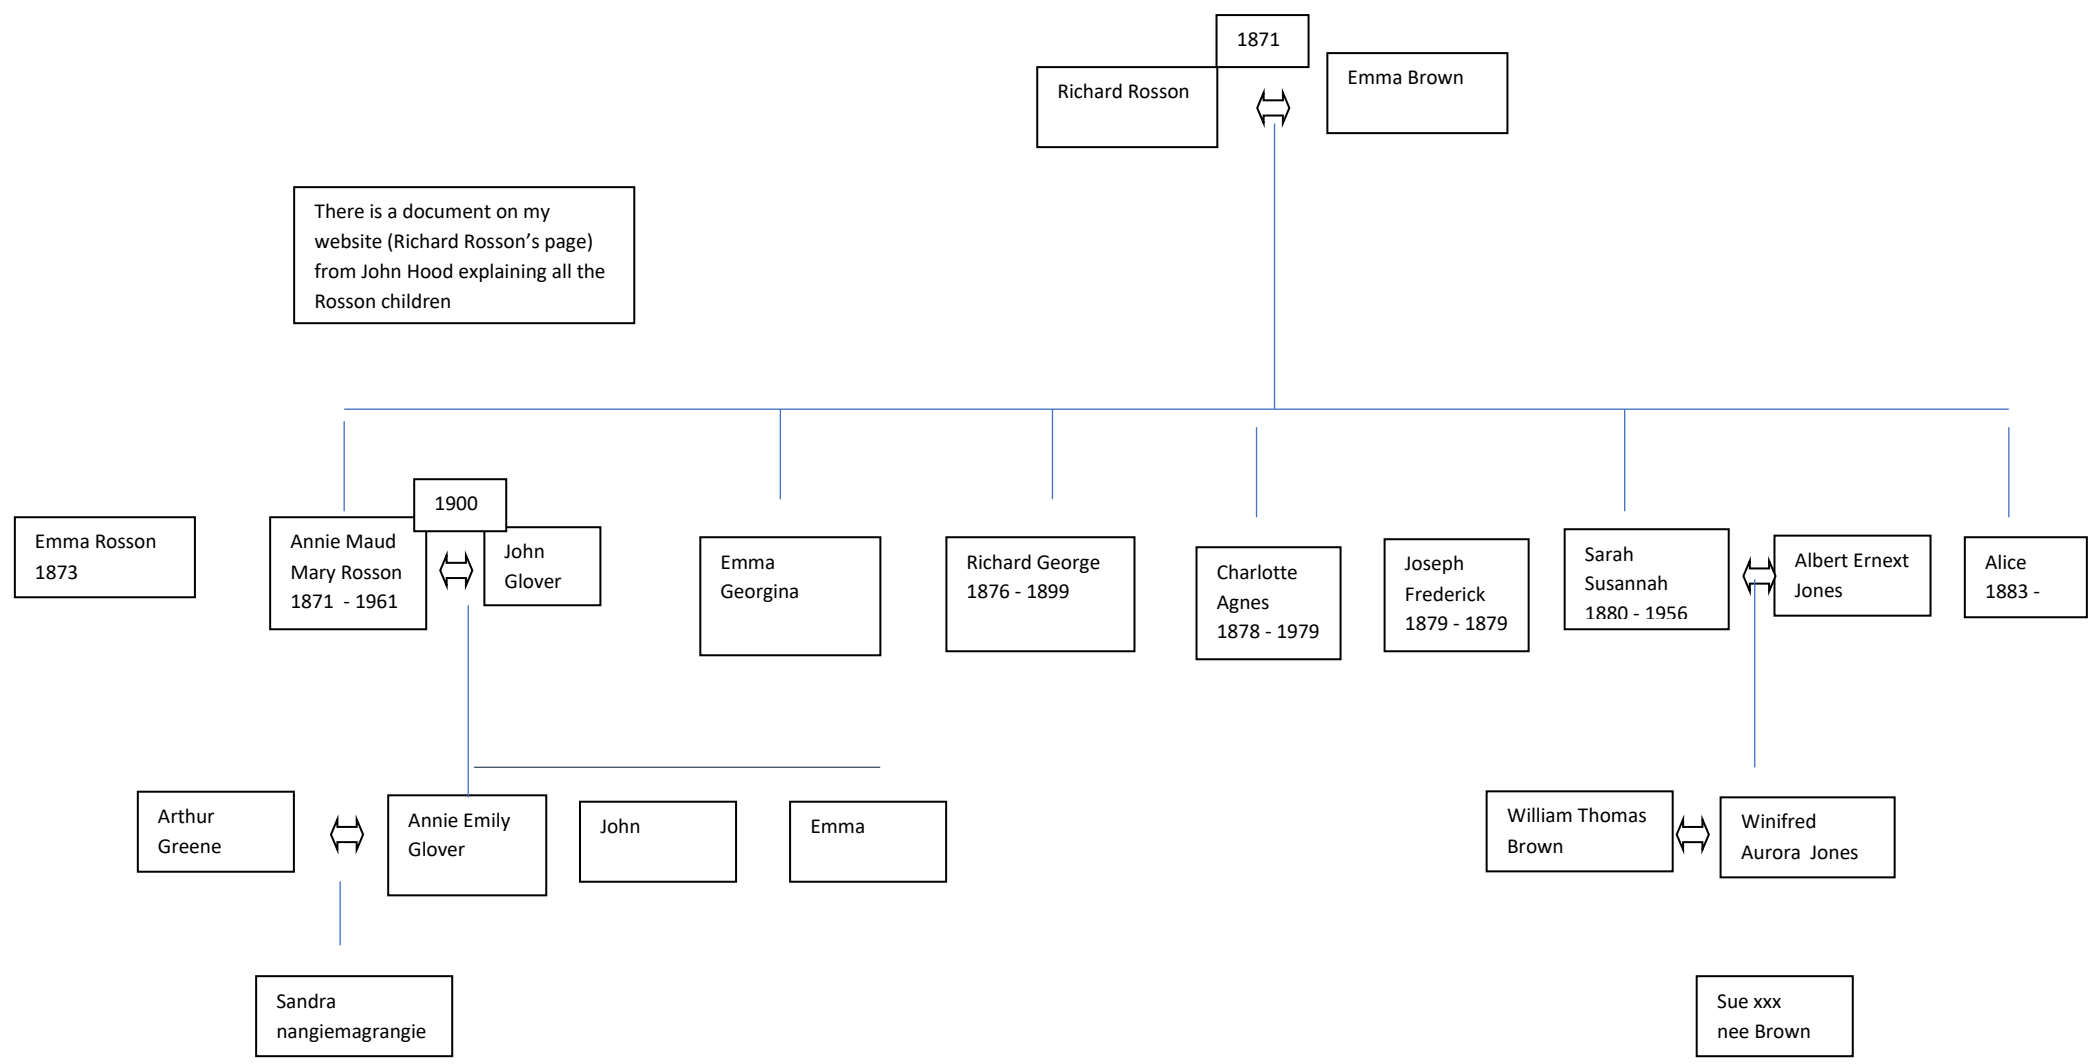 1871
Richard Rosson
Emma Brown
There is a document on my
website (Richard Rosson’s page)
from John Hood explaining all the
Rosson children
Emma Rosson
1873
Annie Maud
Mary Rosson
1871  - 1961
1900
John
Glover
Emma
Georgina
Richard George
1876 - 1899
Charlotte
Agnes
1878 - 1979
Joseph
Frederick
1879 - 1879
Sarah
Susannah
1880 - 1956
Albert Ernext
Jones
Alice
1883 -
Arthur
Greene
Annie Emily
Glover
John
Emma
William Thomas
Brown
Winifred
Aurora  Jones
Sandra
nangiemagrangie
Sue xxx
nee Brown